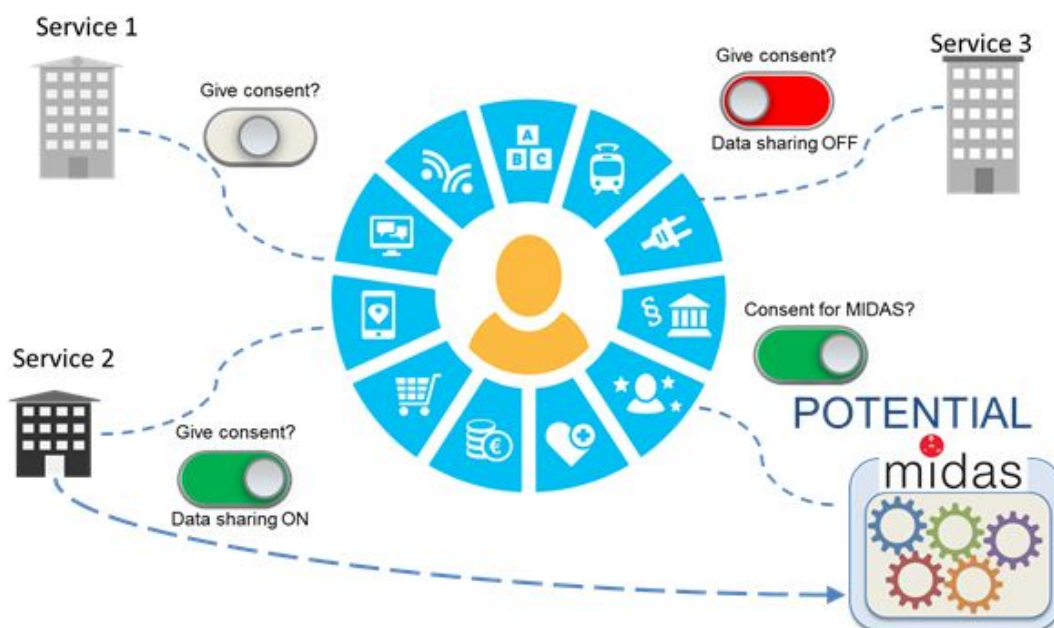 Service 1
Give consent?
Give consent?
Data sharing OFF
Service 3
A
B C
§
€
Service 2
Give consent?
Data sharing ON
Consent for MIDAS?
POTENTIAL
midas